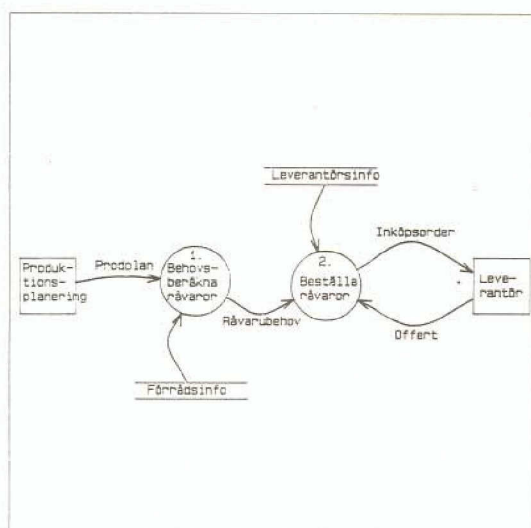 Leverantörsinfo
Inköpsorder
Produk-
tions-
planering
Prodplan
1.
Behovs-
beräkna
råvaror
2.
Beställa
råvaror
Leve-
rantör
Råvarubehov
Offert
Förrådsinfo